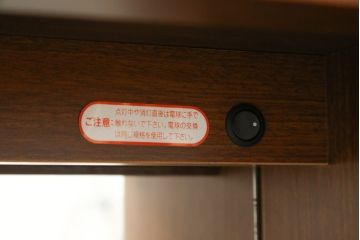 点灯中や消灯直後は電球に手で
ご注意:触れないで下さい。電球の交換
は同じ規格を使用して下さい。